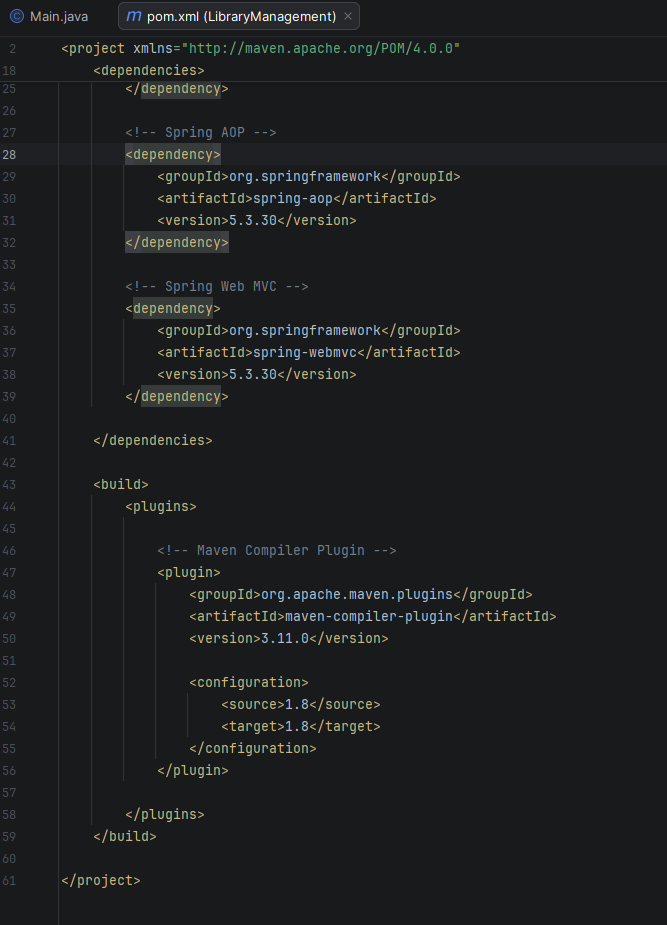 Main.java
m pom.xml (LibraryManagement) ×
2 <project xmlns="http://maven.apache.org/POM/4.0.0"
18 <dependencies>
25 </dependency>
26
27 <!-- Spring AOP -->
28 <dependency>
29 <groupId>org.springframework</groupId>
30 <artifactId>spring-aop</artifactId>
31 <version>5.3.30</version>
32 </dependency>
33
34 <!-- Spring Web MVC -->
35 <dependency>
36 <groupId>org.springframework</groupId>
37 <artifactId>spring-webmvc</artifactId>
38 <version>5.3.30</version>
39 </dependency>
40
41 </dependencies>
42
43 <build>
44 <plugins>
45
46 <!-- Maven Compiler Plugin -->
47 <plugin>
48 <groupId>org.apache.maven.plugins</groupId>
49 <artifactId>maven-compiler-plugin</artifactId>
50 <version>3.11.0</version>
51
52 <configuration>
53 <source>1.8</source>
54 <target>1.8</target>
55 </configuration>
56 </plugin>
57
58 </plugins>
59 </build>
60
61 </project>